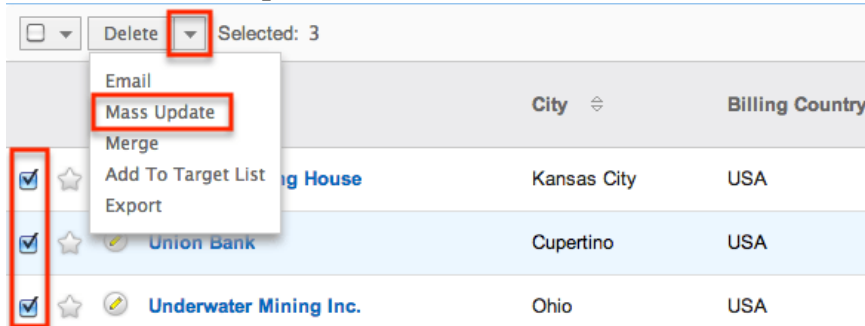 Delete Selected: 3
Email
Mass Update
Merge
Add To Target List
Export
City Billing Country
ng House Kansas City USA
Union Bank Cupertino USA
Underwater Mining Inc. Ohio USA